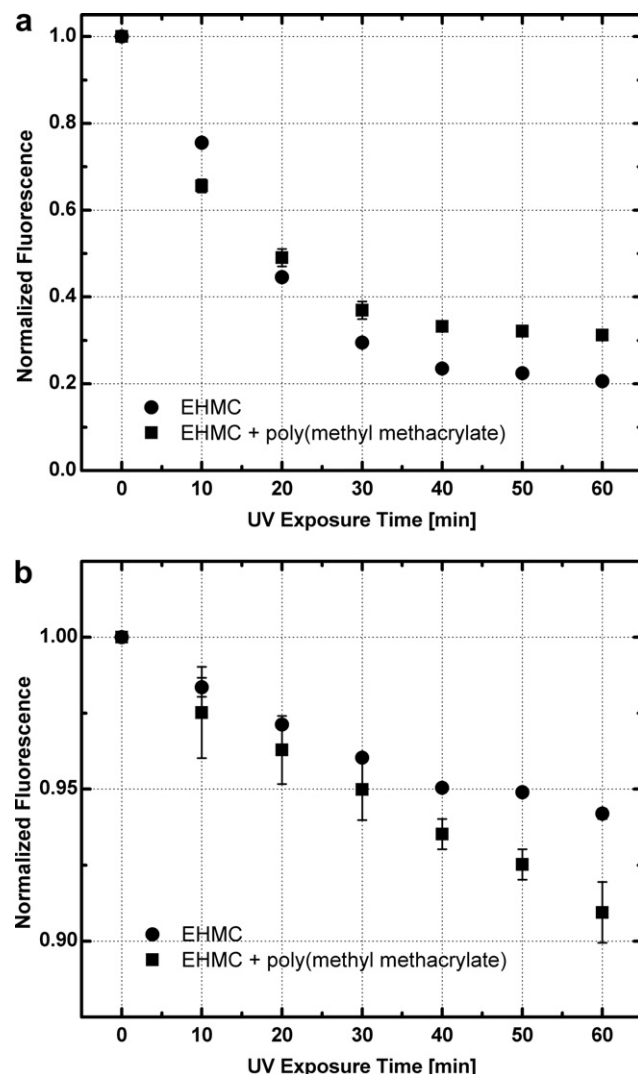 a
1.0
0.8
0.6
0.4
0.2
0.0
Normalized Fluorescence
EHMC
EHMC + poly(methyl methacrylate)
0 10 20 30 40 50 60
UV Exposure Time [min]
b
1.00
0.95
0.90
Normalized Fluorescence
EHMC
EHMC + poly(methyl methacrylate)
0 10 20 30 40 50 60
UV Exposure Time [min]